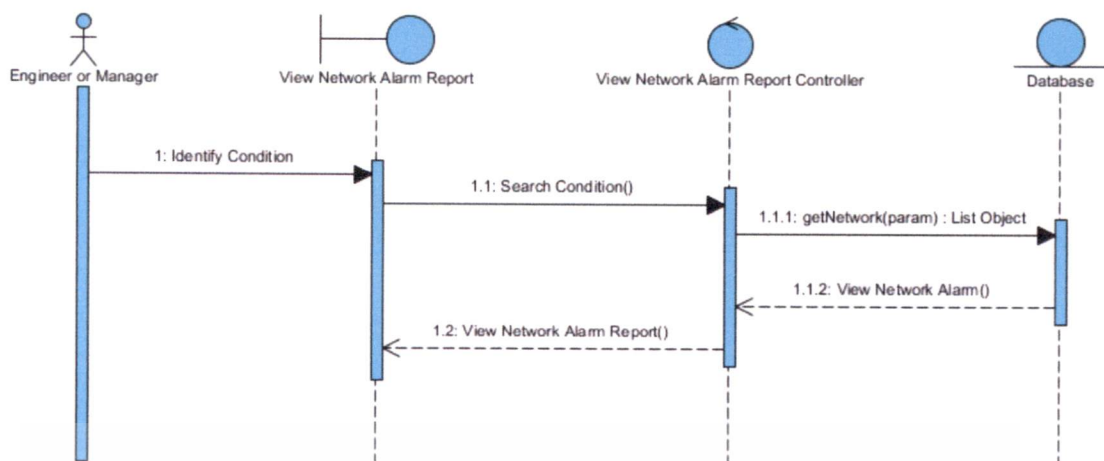 Engineer or Manager
View Network Alarm Report
View Network Alarm Report Controller
Database
1: Identify Condition
1.1: Search Condition()
1.1.1: getNetwork(param) : List Object
1.1.2: View Network Alarm()
1.2: View Network Alarm Report()